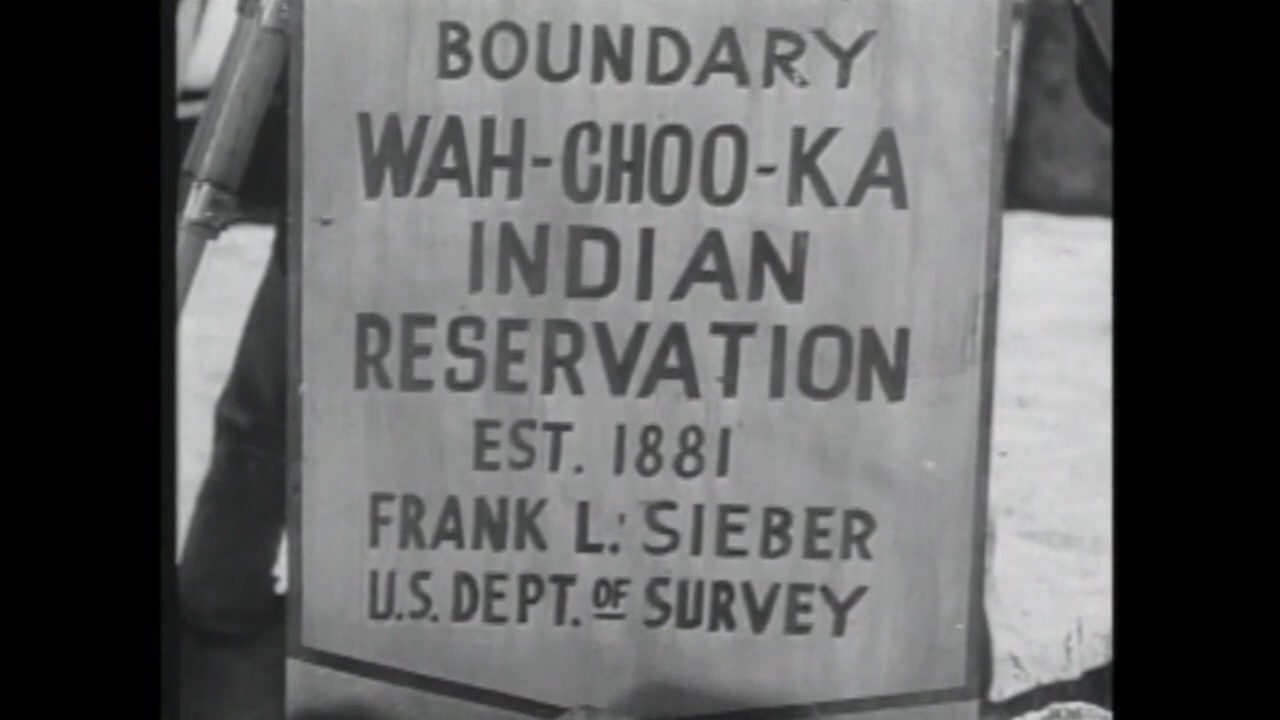 BOUNDARY
WAH-CHOO-KA
INDIAN
RESERVATION
EST. 1881
FRANK L. SIEBER
U.S. DEPT. OF SURVEY